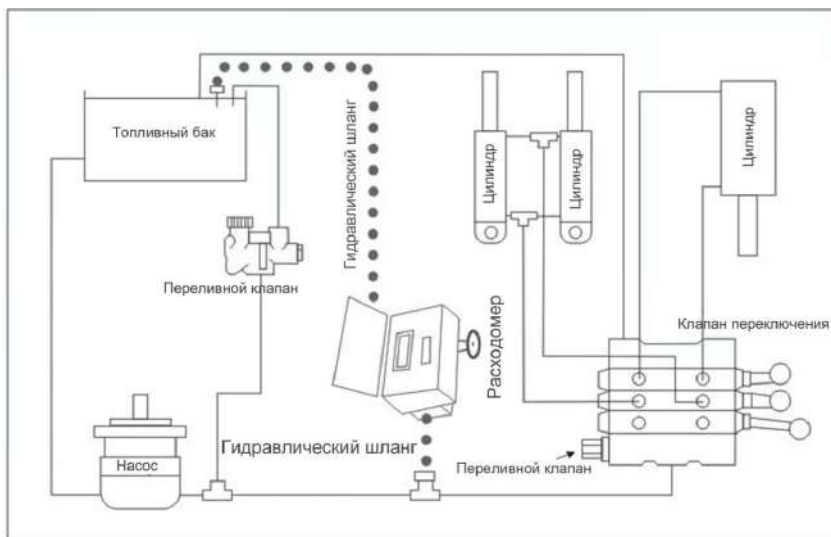 Топливный бак
Гидравлический шланг
Цилиндр
Цилиндр
Цилиндр
Переливной клапан
Расходомер
Клапан переключения
Гидравлический шланг
Насос
Переливной клапан